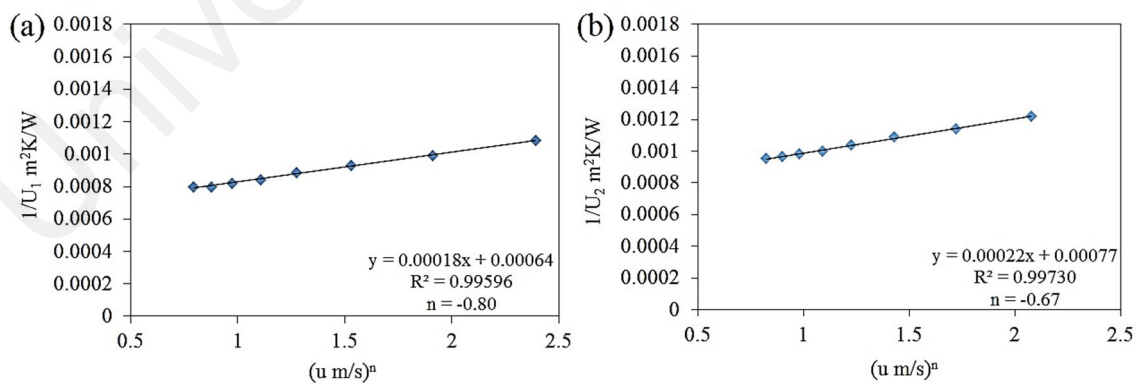 Unive
(a)
0.0018
0.0016
0.0014
0.0012
0.001
0.0008
0.0006
0.0004
0.0002
0
1/U₁ m²K/W
0.5
1
1.5
2
2.5
(u m/s)ⁿ
y = 0.00018x + 0.00064
R² = 0.99596
n = -0.80
(b)
0.0018
0.0016
0.0014
0.0012
0.001
0.0008
0.0006
0.0004
0.0002
0
1/U₂ m²K/W
0.5
1
1.5
2
2.5
(u m/s)ⁿ
y = 0.00022x + 0.00077
R² = 0.99730
n = -0.67